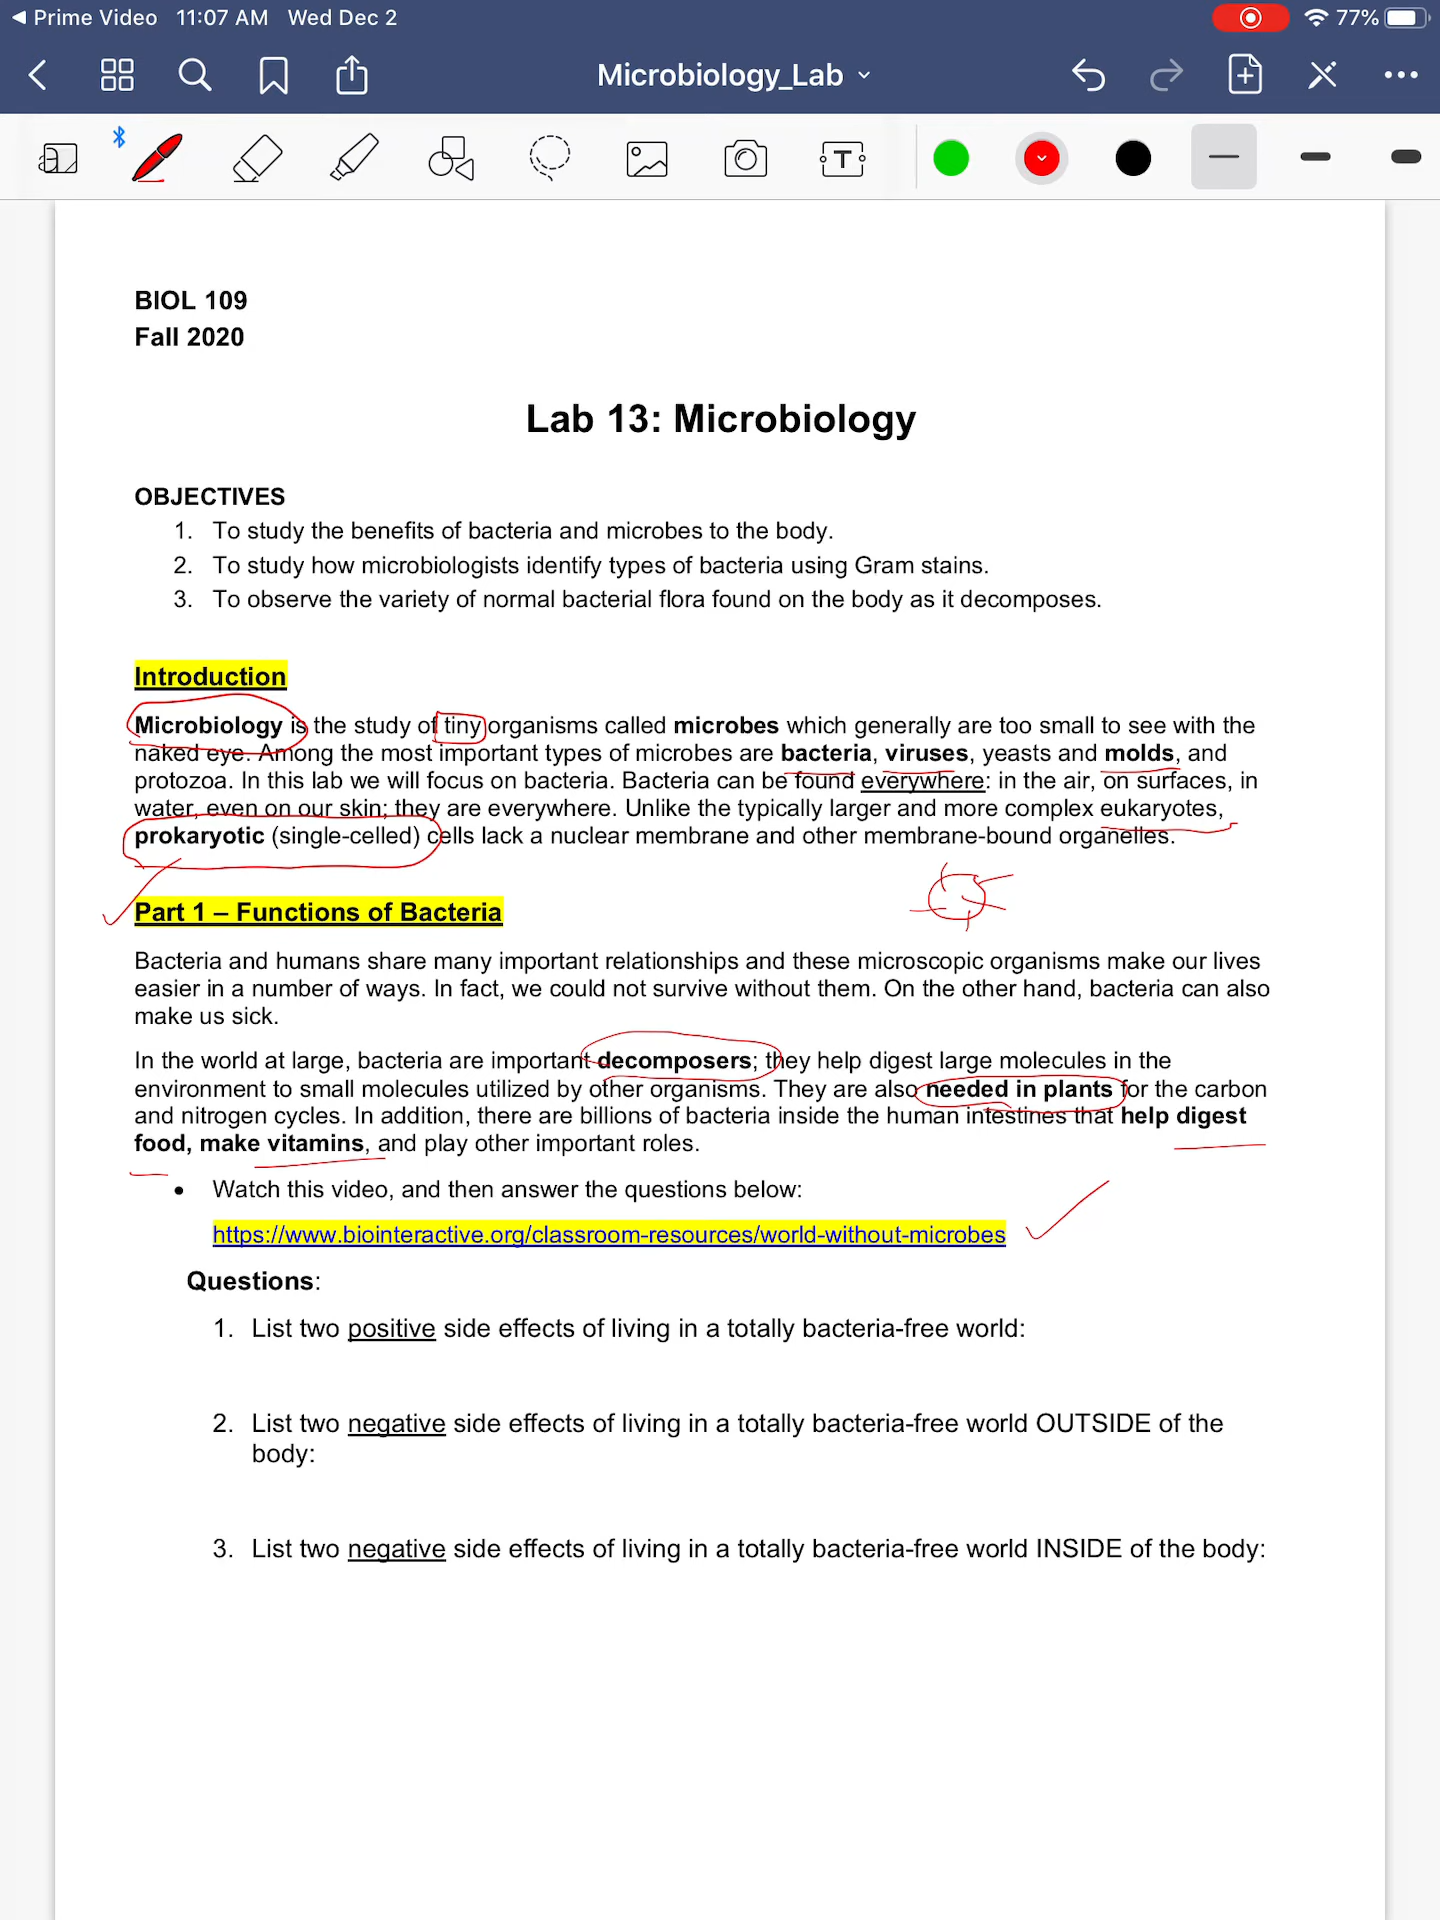 Prime Video 11:07 AM Wed Dec 2 77%
Microbiology_Lab
BIOL 109
Fall 2020
Lab 13: Microbiology
OBJECTIVES
1. To study the benefits of bacteria and microbes to the body.
2. To study how microbiologists identify types of bacteria using Gram stains.
3. To observe the variety of normal bacterial flora found on the body as it decomposes.
Introduction
Microbiology is the study of tiny organisms called microbes which generally are too small to see with the
naked eye. Among the most important types of microbes are bacteria, viruses, yeasts and molds, and
protozoa. In this lab we will focus on bacteria. Bacteria can be found everywhere: in the air, on surfaces, in
water, even on our skin; they are everywhere. Unlike the typically larger and more complex eukaryotes,
prokaryotic (single-celled) cells lack a nuclear membrane and other membrane-bound organelles.
Part 1 – Functions of Bacteria
Bacteria and humans share many important relationships and these microscopic organisms make our lives
easier in a number of ways. In fact, we could not survive without them. On the other hand, bacteria can also
make us sick.
In the world at large, bacteria are important decomposers; they help digest large molecules in the
environment to small molecules utilized by other organisms. They are also needed in plants for the carbon
and nitrogen cycles. In addition, there are billions of bacteria inside the human intestines that help digest
food, make vitamins, and play other important roles.
• Watch this video, and then answer the questions below:
https://www.biointeractive.org/classroom-resources/world-without-microbes
Questions:
1. List two positive side effects of living in a totally bacteria-free world:
2. List two negative side effects of living in a totally bacteria-free world OUTSIDE of the
body:
3. List two negative side effects of living in a totally bacteria-free world INSIDE of the body: